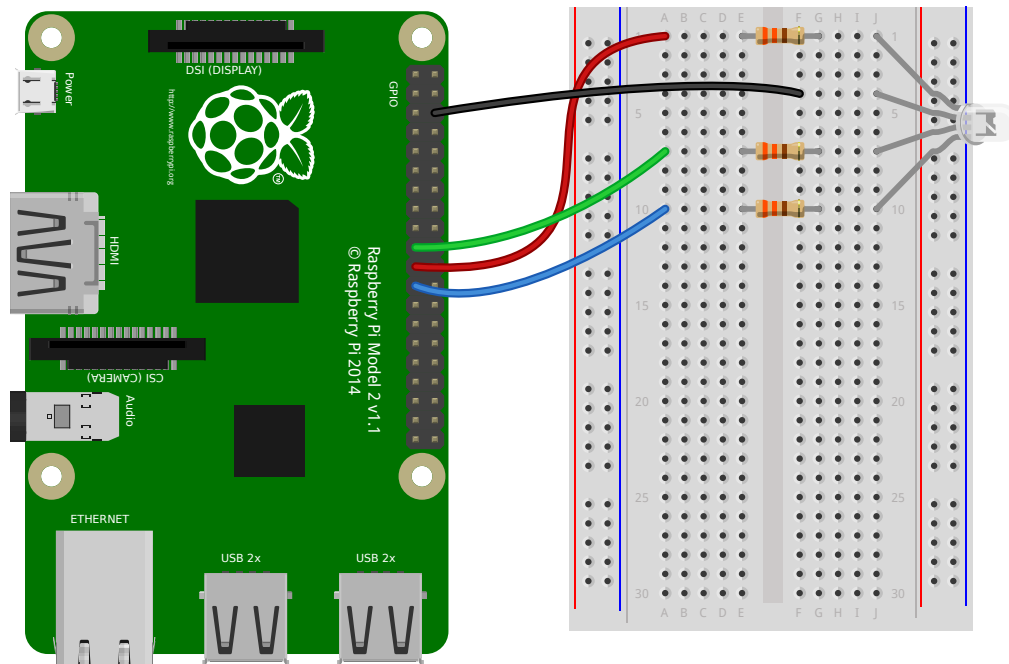 DSI (DISPLAY)
Power
GPIO
http://www.raspberrypi.org
HDMI
Raspberry Pi Model 2 v1.1
© Raspberry Pi 2014
CSI (CAMERA)
Audio
ETHERNET
USB 2x
USB 2x
A B C D E F G H I J
1 1
5 5
10 10
15 15
20 20
25 25
30 30
A B C D E F G H I J